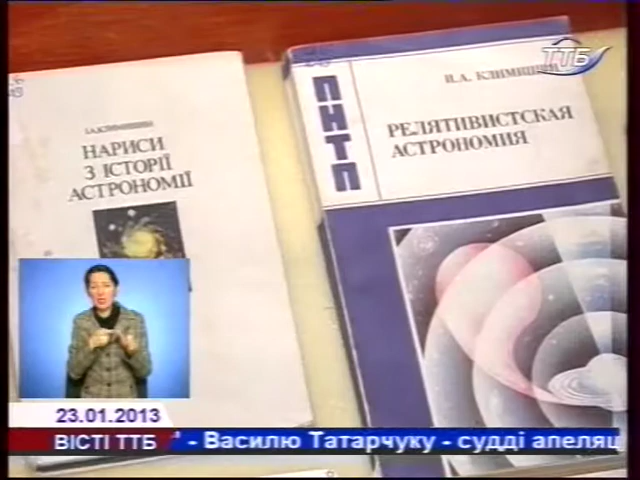 ТТБ
І.А.КЛИМИШИН
НАРИСИ
З ІСТОРІЇ
АСТРОНОМІЇ
ПНТП
И.А. КЛИМИШИН
РЕЛЯТИВИСТСКАЯ
АСТРОНОМИЯ
23.01.2013
ВІСТІ ТТБ
" - Василю Татарчуку - судді апеляц